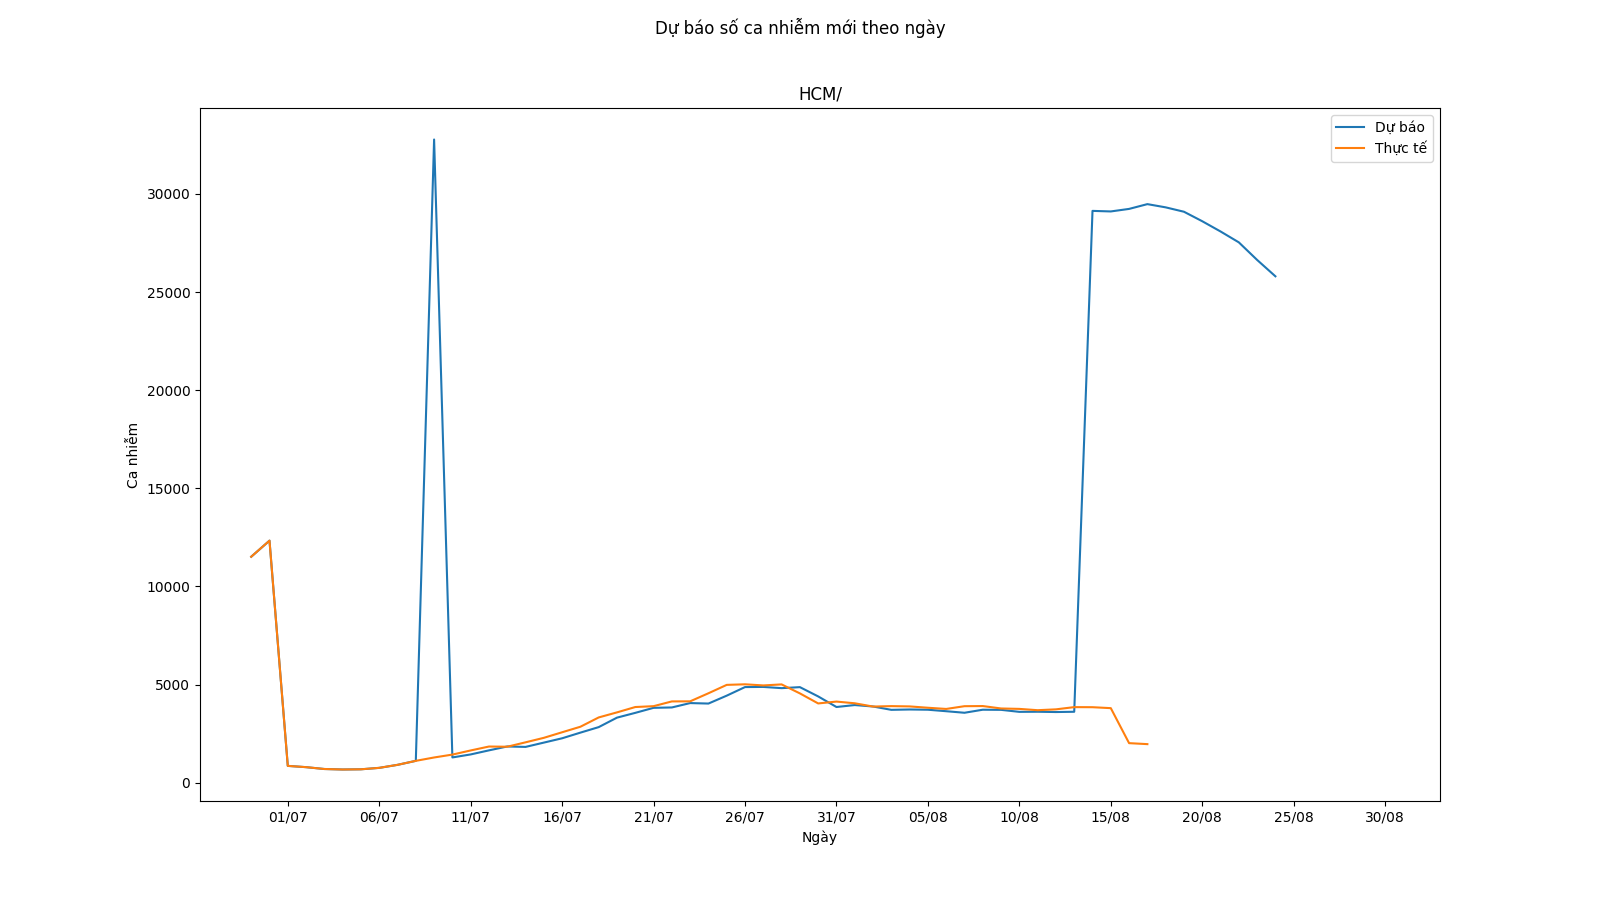 Dự báo số ca nhiễm mới theo ngày
HCM/
Dự báo
Thực tế
30000
25000
20000
15000
10000
5000
0
Ca nhiễm
01/07 06/07 11/07 16/07 21/07 26/07 31/07 05/08 10/08 15/08 20/08 25/08 30/08
Ngày